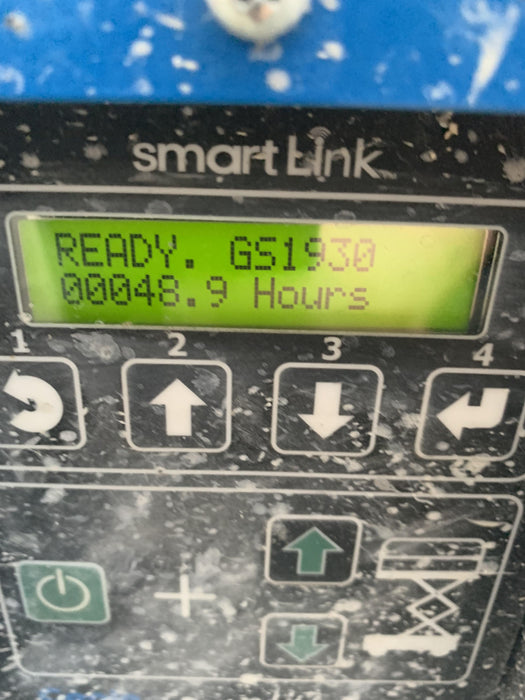 smartLink
READY. GS1930
00048.9 Hours
1 2 3 4